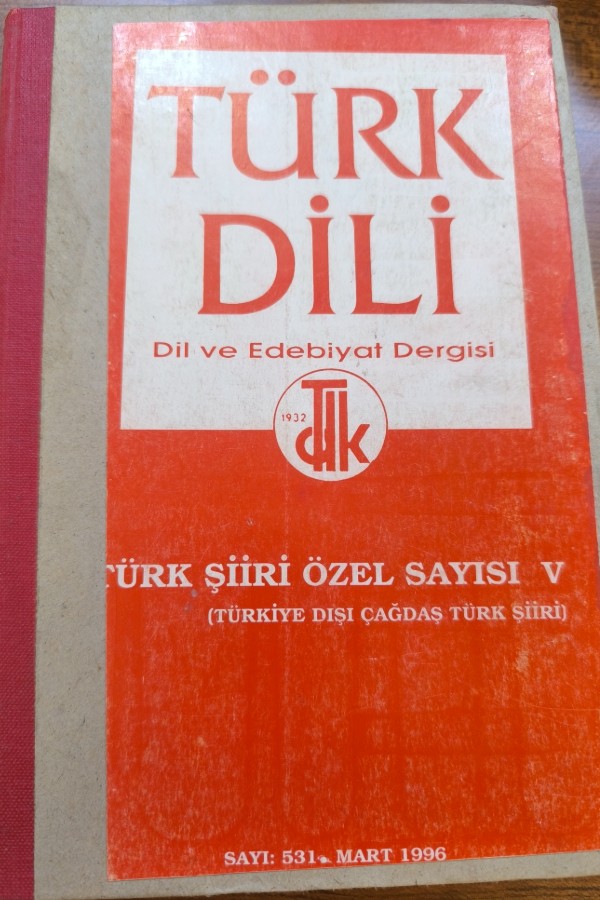 TÜRK
DİLİ
Dil ve Edebiyat Dergisi
1932 Tdk
TÜRK ŞİİRİ ÖZEL SAYISI V
(TÜRKİYE DIŞI ÇAĞDAŞ TÜRK ŞİİRİ)
SAYI: 531. MART 1996